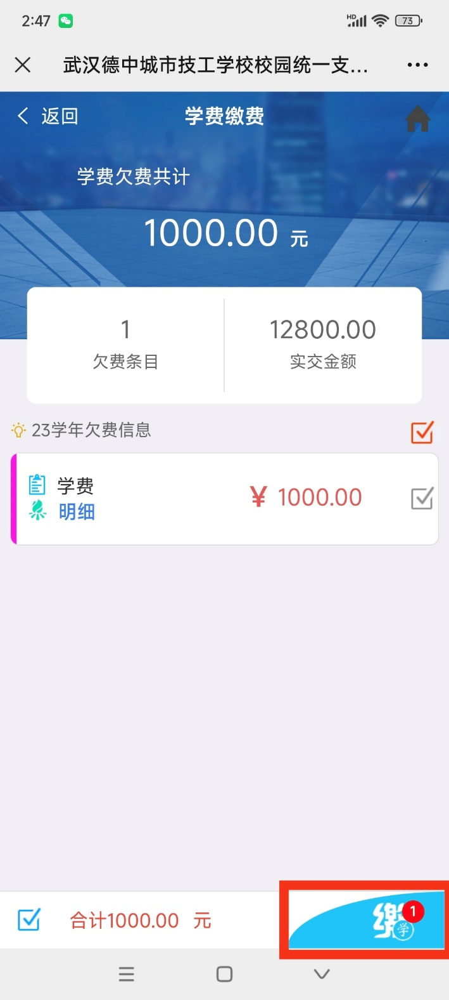 2:47
HD
73
武汉德中城市技工学校校园统一支...
返回
学费缴费
学费欠费共计
1000.00 元
1
12800.00
欠费条目
实交金额
23学年欠费信息
学费
¥ 1000.00
明细
合计1000.00 元
缴
1
学